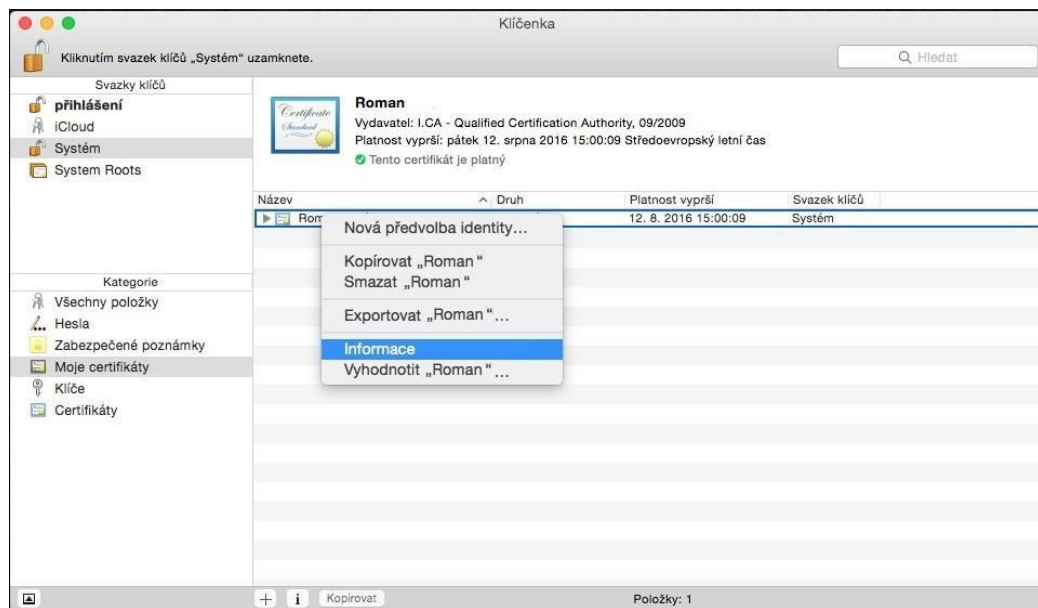 Klíčenka
Kliknutím svazek klíčů „Systém“ uzamknete.
Hledat
Svazky klíčů
přihlášení
iCloud
Systém
System Roots
Certificate
Standard
Roman
Vydavatel: I.CA - Qualified Certification Authority, 09/2009
Platnost vyprší: pátek 12. srpna 2016 15:00:09 Středoevropský letní čas
Tento certifikát je platný
Název Druh Platnost vyprší Svazek klíčů
12. 8. 2016 15:00:09 Systém
Nová předvolba identity...
Kopírovat „Roman “
Smazat „Roman “
Exportovat „Roman “...
Informace
Vyhodnotit „Roman “ ...
Kategorie
Všechny položky
Hesla
Zabezpečené poznámky
Moje certifikáty
Klíče
Certifikáty
+ i Kopírovat
Položky: 1